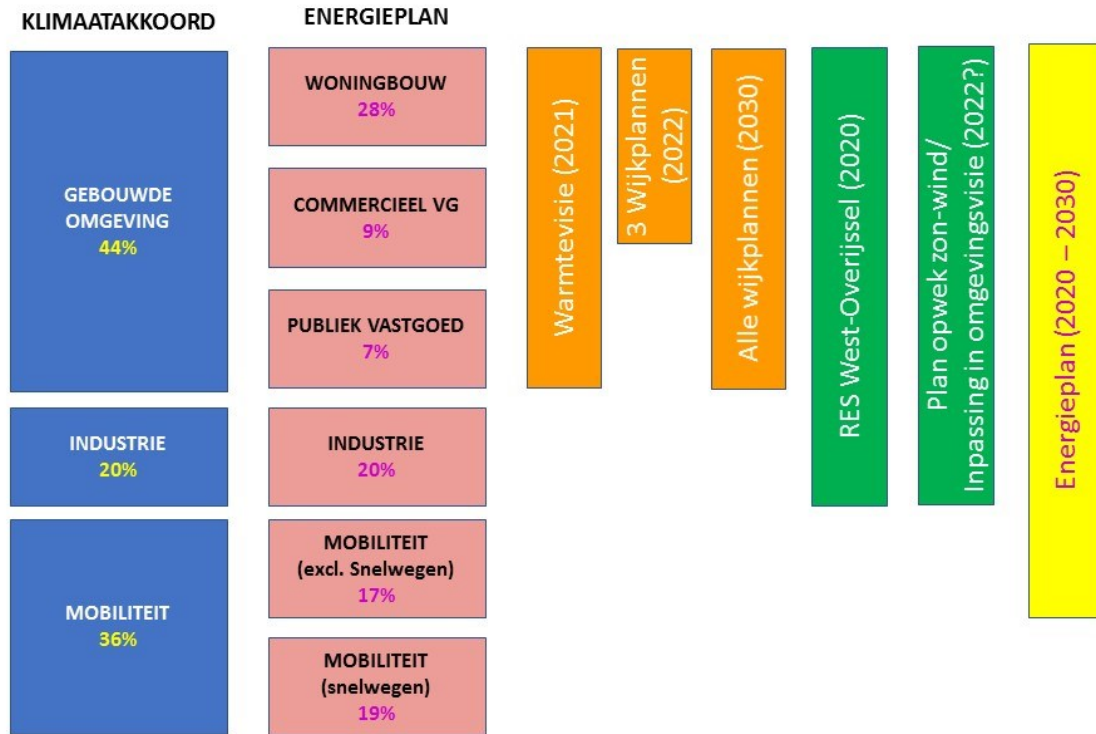 KLIMAATAKKOORD
ENERGIEPLAN
GEBOUWDE
OMGEVING
44%
INDUSTRIE
20%
MOBILITEIT
36%
WONINGBOUW
28%
COMMERCIEEL VG
9%
PUBLIEK VASTGOED
7%
INDUSTRIE
20%
MOBILITEIT
(excl. Snelwegen)
17%
MOBILITEIT
(snelwegen)
19%
Warmtevisie (2021)
3 Wijkplannen
(2022)
Alle wijkplannen (2030)
RES West-Overijssel (2020)
Plan opwek zon-wind/
Inpassing in omgevingsvisie (2022?)
Energieplan (2020 – 2030)